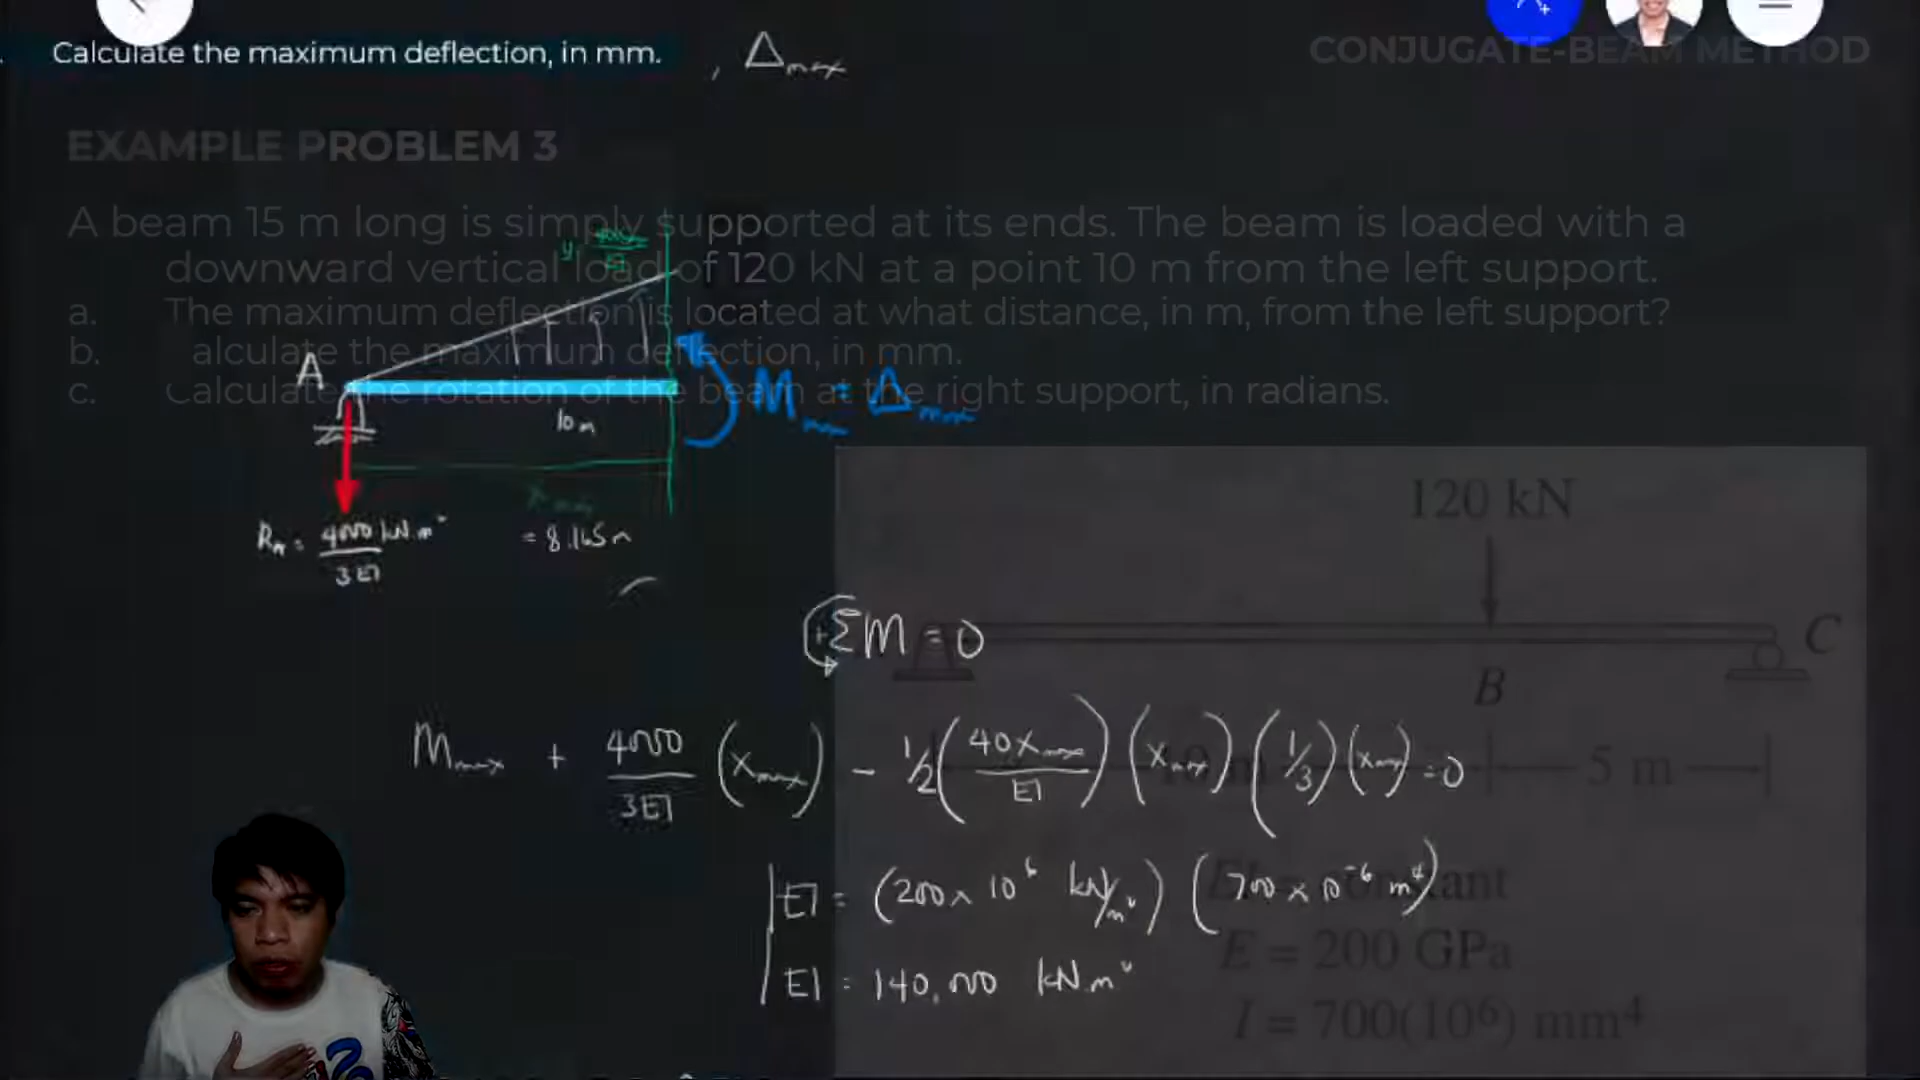 Calculate the maximum deflection, in mm. , Δmax
CONJUGATE-BEAM METHOD
EXAMPLE PROBLEM 3
A beam 15 m long is simply supported at its ends. The beam is loaded with a
downward vertical load of 120 kN at a point 10 m from the left support.
a. The maximum deflection is located at what distance, in m, from the left support?
b. alculate the maximum deflection, in mm.
c. Calculate the rotation of the beam at the right support, in radians.
A
10 m
Mmax = Δmax
xmax
RA = 4000 kN.m² / 3EI
= 8.165 m
120 kN
+ΣM = 0
C
B
Mmax + 4000/3EI (xmax) - 1/2 (40xmax/EI) (xmax) (1/3) (xmax) = 0
10 m
5 m
EI = (200 x 10⁶ kN/m²) (700 x 10⁻⁶ m⁴)
EI = constant
E = 200 GPa
EI = 140,000 kN.m²
I = 700(10⁶) mm⁴